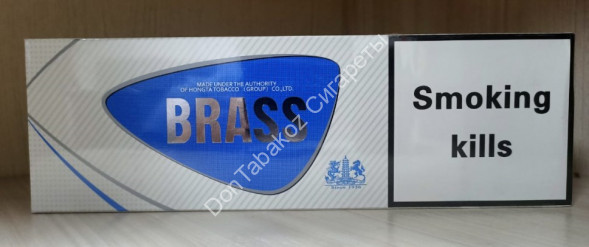 MADE UNDER THE AUTHORITY
OF HONGTA TOBACCO (GROUP) CO.,LTD.
BRASS
Smoking
kills
DonTabakoz Сигареты